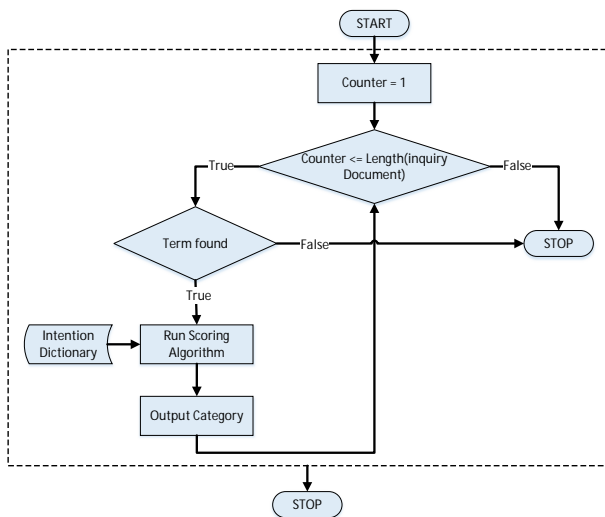 START
Counter = 1
Counter <= Length(inquiry
Document)
True
False
Term found
False
STOP
True
Intention
Dictionary
Run Scoring
Algorithm
Output Category
STOP